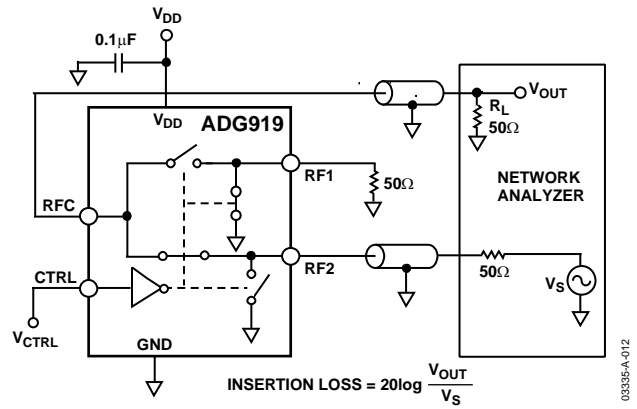 VDD
0.1µF
VDD
ADG919
VOUT
RL
50Ω
RF1
50Ω
NETWORK
ANALYZER
RFC
CTRL
RF2
50Ω
VS
VCTRL
GND
INSERTION LOSS = 20log VOUT
VS
03335-A-012